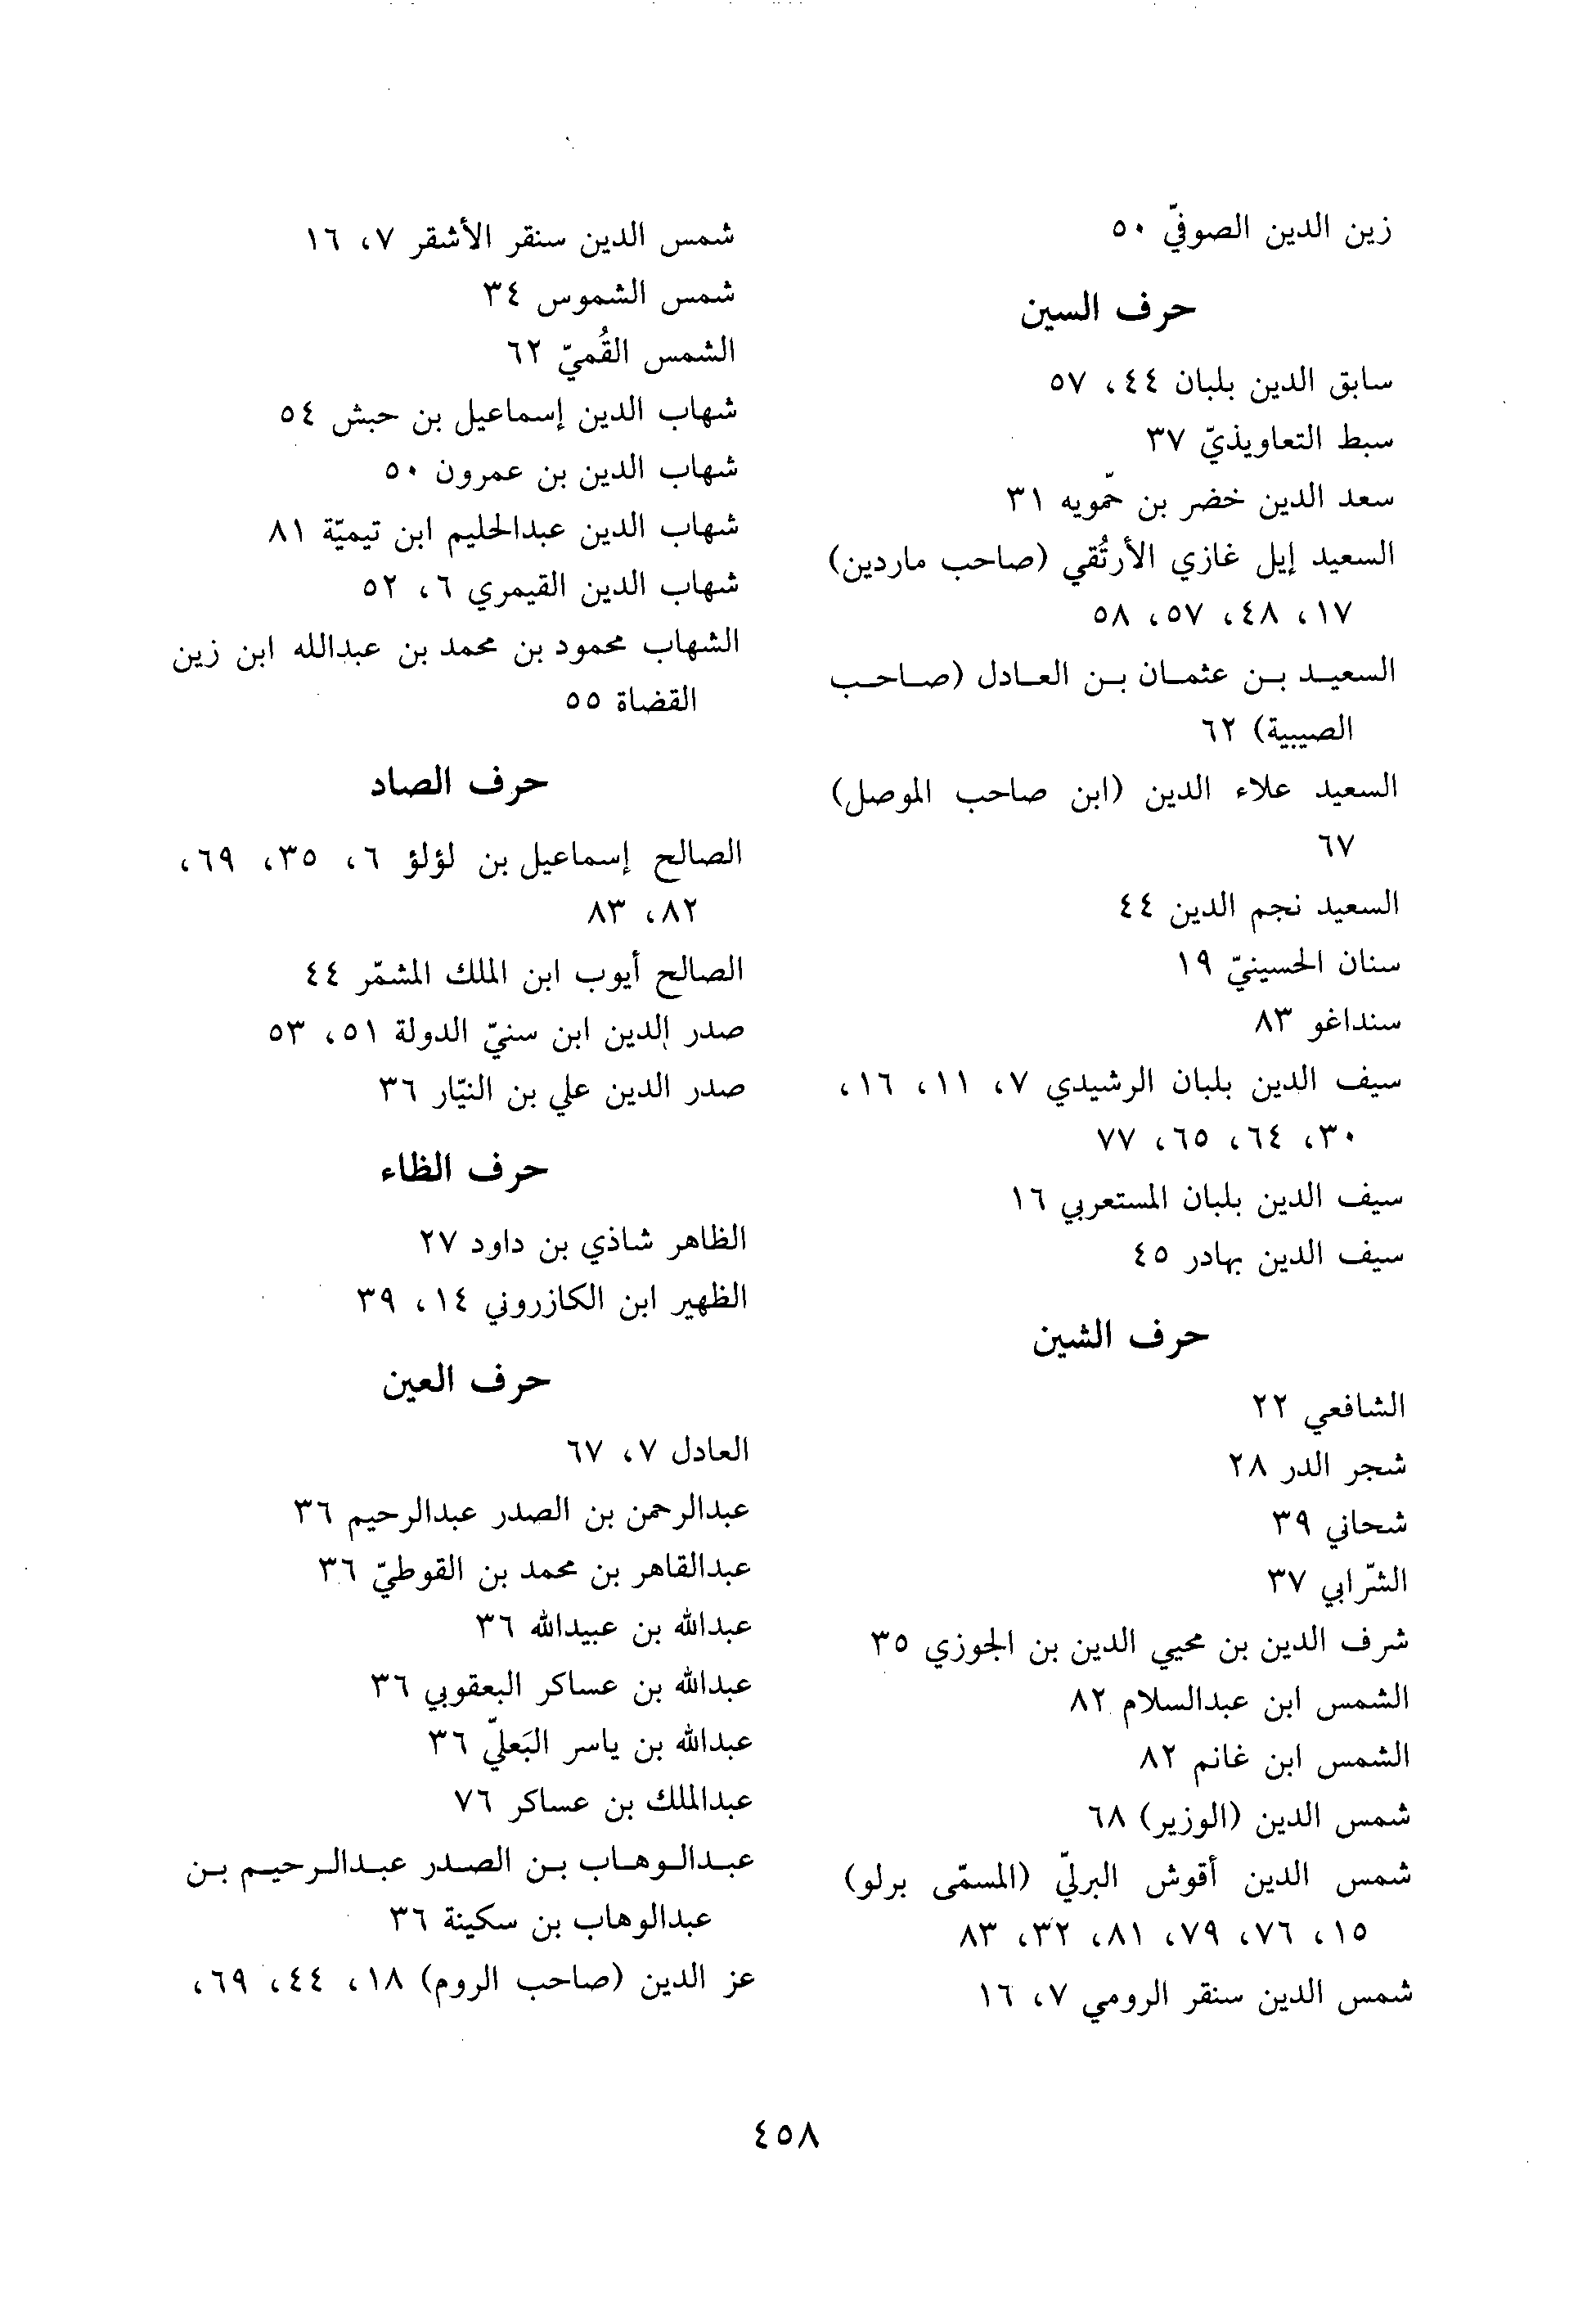 زين الدين الصوفيّ ٥٠
حرف السين
سابق الدين بلبان ٤٤، ٥٧
سبط التعاويذيّ ٣٧
سعد الدين خضر بن حمّويه ٣١
السعيد إيل غازي الأرتُقي (صاحب ماردين)
١٧، ٤٨، ٥٧، ٥٨
السعيد بن عثمان بن العادل (صاحب
الصبيبة) ٦٢
السعيد علاء الدين (ابن صاحب الموصل)
٦٧
السعيد نجم الدين ٤٤
سنان الحسينيّ ١٩
سنداغو ٨٣
سيف الدين بلبان الرشيدي ٧، ١١، ١٦،
٣٠، ٦٤، ٦٥، ٧٧
سيف الدين بلبان المستعربي ١٦
سيف الدين بهادر ٤٥
حرف الشين
الشافعي ٢٢
شجر الدر ٢٨
شحاني ٣٩
الشّرابي ٣٧
شرف الدين بن محيي الدين بن الجوزي ٣٥
الشمس ابن عبدالسلام ٨٢
الشمس ابن غانم ٨٢
شمس الدين (الوزير) ٦٨
شمس الدين أقوش البرليّ (المسمّى برلو)
١٥، ٧٦، ٧٩، ٨١، ٣٢، ٨٣
شمس الدين سنقر الرومي ٧، ١٦
شمس الدين سنقر الأشقر ٧، ١٦
شمس الشموس ٣٤
الشمس القُميّ ٦٢
شهاب الدين إسماعيل بن حبش ٥٤
شهاب الدين بن عمرون ٥٠
شهاب الدين عبدالحليم ابن تيميّة ٨١
شهاب الدين القيمري ٦، ٥٢
الشهاب محمود بن محمد بن عبدالله ابن زين
القضاة ٥٥
حرف الصاد
الصالح إسماعيل بن لؤلؤ ٦، ٣٥، ٦٩،
٨٢، ٨٣
الصالح أيوب ابن الملك المشمّر ٤٤
صدر الدين ابن سنيّ الدولة ٥١، ٥٣
صدر الدين علي بن النيّار ٣٦
حرف الظاء
الظاهر شاذي بن داود ٢٧
الظهير ابن الكازروني ١٤، ٣٩
حرف العين
العادل ٧، ٦٧
عبدالرحمن بن الصدر عبدالرحيم ٣٦
عبدالقاهر بن محمد بن القوطيّ ٣٦
عبدالله بن عبيدالله ٣٦
عبدالله بن عساكر البعقوبي ٣٦
عبدالله بن ياسر البَعليّ ٣٦
عبدالملك بن عساكر ٧٦
عبدالوهاب بن الصدر عبدالرحيم بن
عبدالوهاب بن سكينة ٣٦
عز الدين (صاحب الروم) ١٨، ٤٤، ٦٩،
٤٥٨